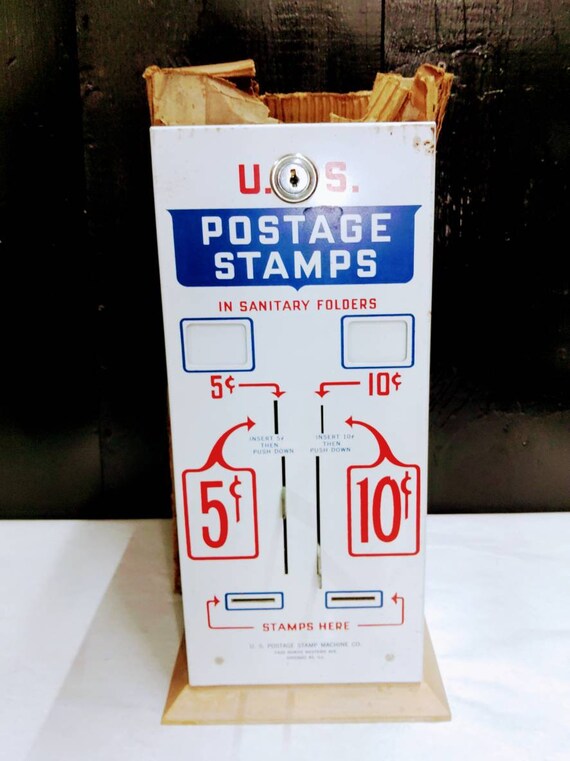 U. S.
POSTAGE
STAMPS
IN SANITARY FOLDERS
5¢ 10¢
INSERT 5¢
THEN
PUSH DOWN
INSERT 10¢
THEN
PUSH DOWN
5¢ 10¢
STAMPS HERE
U. S. POSTAGE STAMP MACHINE CO.